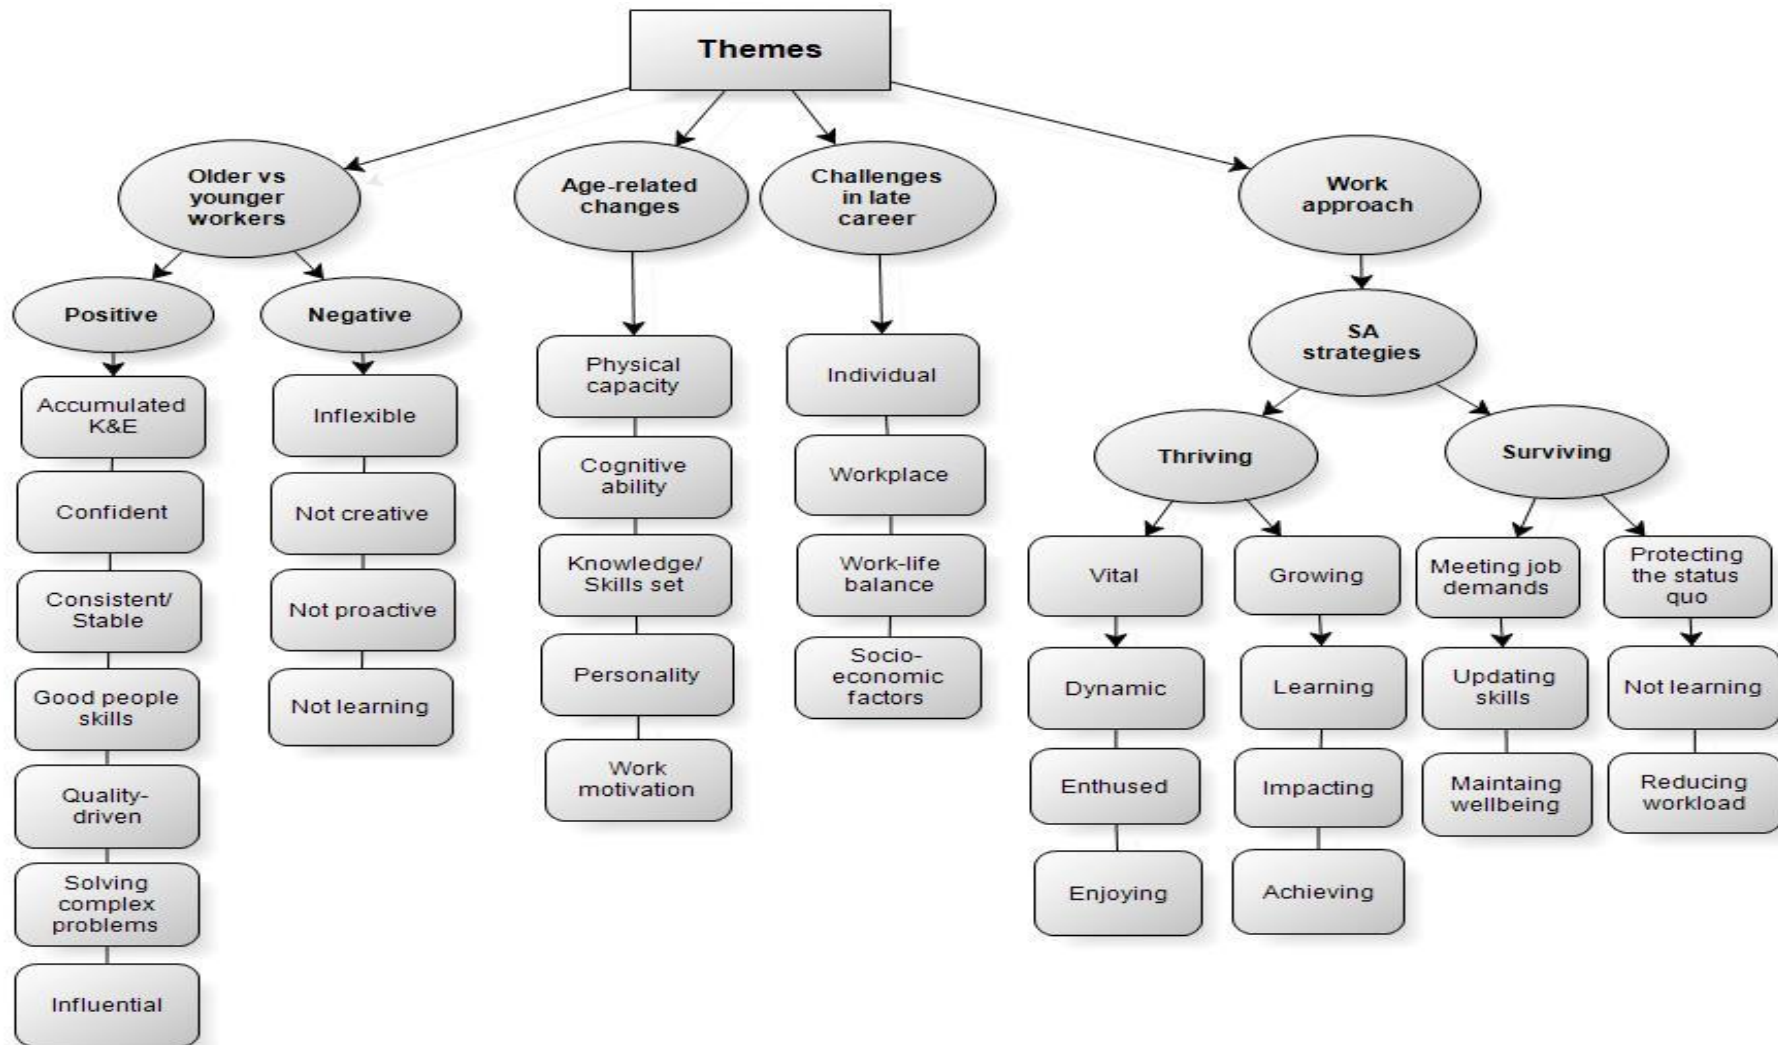 Themes
Older vs
younger
workers
Age-related
changes
Challenges
in late
career
Work
approach
Positive
Negative
SA
strategies
Accumulated
K&E
Confident
Consistent/
Stable
Good people
skills
Quality-
driven
Solving
complex
problems
Influential
Inflexible
Not creative
Not proactive
Not learning
Physical
capacity
Cognitive
ability
Knowledge/
Skills set
Personality
Work
motivation
Individual
Workplace
Work-life
balance
Socio-
economic
factors
Thriving
Surviving
Vital
Dynamic
Enthused
Enjoying
Growing
Learning
Impacting
Achieving
Meeting job
demands
Updating
skills
Maintaing
wellbeing
Protecting
the status
quo
Not learning
Reducing
workload